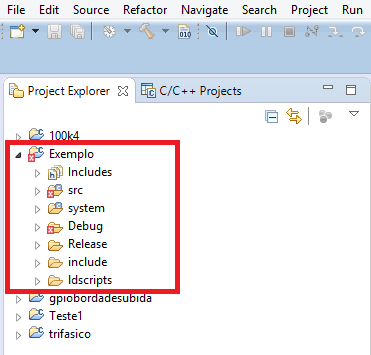 File Edit Source Refactor Navigate Search Project Run
010
Project Explorer C/C++ Projects
100k4
Exemplo
Includes
src
system
Debug
Release
include
ldscripts
gpiobordadesubida
Teste1
trifasico